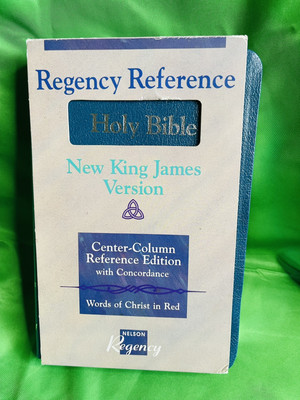 Regency Reference
Holy Bible
New King James
Version
Center-Column
Reference Edition
with Concordance
Words of Christ in Red
NELSON
Regency